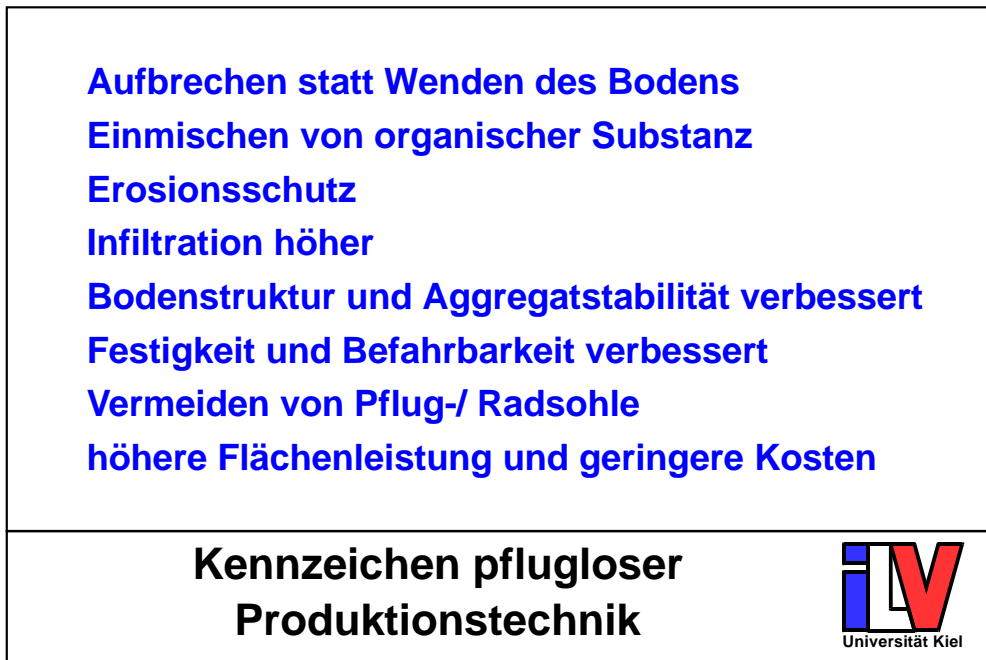 Aufbrechen statt Wenden des Bodens
Einmischen von organischer Substanz
Erosionsschutz
Infiltration höher
Bodenstruktur und Aggregatstabilität verbessert
Festigkeit und Befahrbarkeit verbessert
Vermeiden von Pflug-/ Radsohle
höhere Flächenleistung und geringere Kosten
Kennzeichen pflugloser
Produktionstechnik
iLV
Universität Kiel